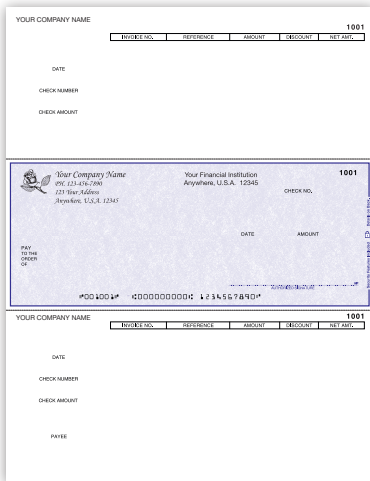 YOUR COMPANY NAME
1001
INVOICE NO. REFERENCE AMOUNT DISCOUNT NET AMT.
DATE
CHECK NUMBER
CHECK AMOUNT
Your Company Name
PH. 123-456-7890
123 Your Address
Anywhere, U.S.A. 12345
Your Financial Institution
Anywhere, U.S.A. 12345
1001
CHECK NO.
DATE AMOUNT
PAY
TO THE
ORDER
OF
AUTHORIZED SIGNATURE
⑈001001⑈ ⑆000000000⑆ 1234567890⑈
YOUR COMPANY NAME
1001
INVOICE NO. REFERENCE AMOUNT DISCOUNT NET AMT.
DATE
CHECK NUMBER
CHECK AMOUNT
PAYEE